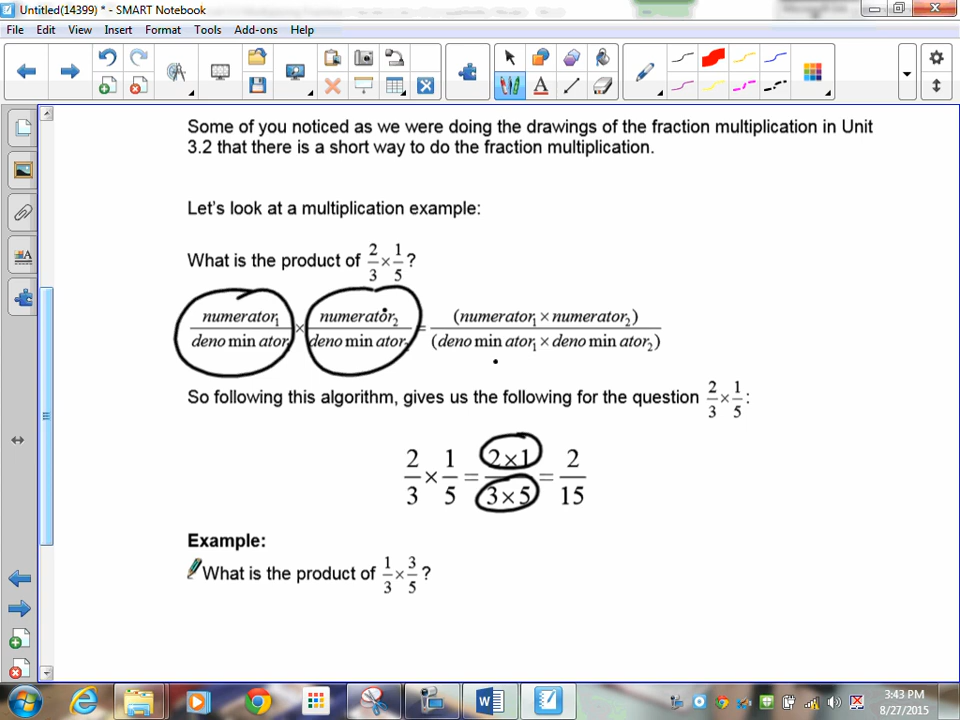 Untitled(14399) * - SMART Notebook
File Edit View Insert Format Tools Add-ons Help
Some of you noticed as we were doing the drawings of the fraction multiplication in Unit
3.2 that there is a short way to do the fraction multiplication.
Let's look at a multiplication example:
What is the product of 2/3 × 1/5 ?
numerator₁ × numerator₂ = (numerator₁ × numerator₂)
deno min ator₁ deno min ator₂ (deno min ator₁ × deno min ator₂)
So following this algorithm, gives us the following for the question 2/3 × 1/5 :
2/3 × 1/5 = 2×1/3×5 = 2/15
Example:
What is the product of 1/3 × 3/5 ?
3:43 PM
8/27/2015